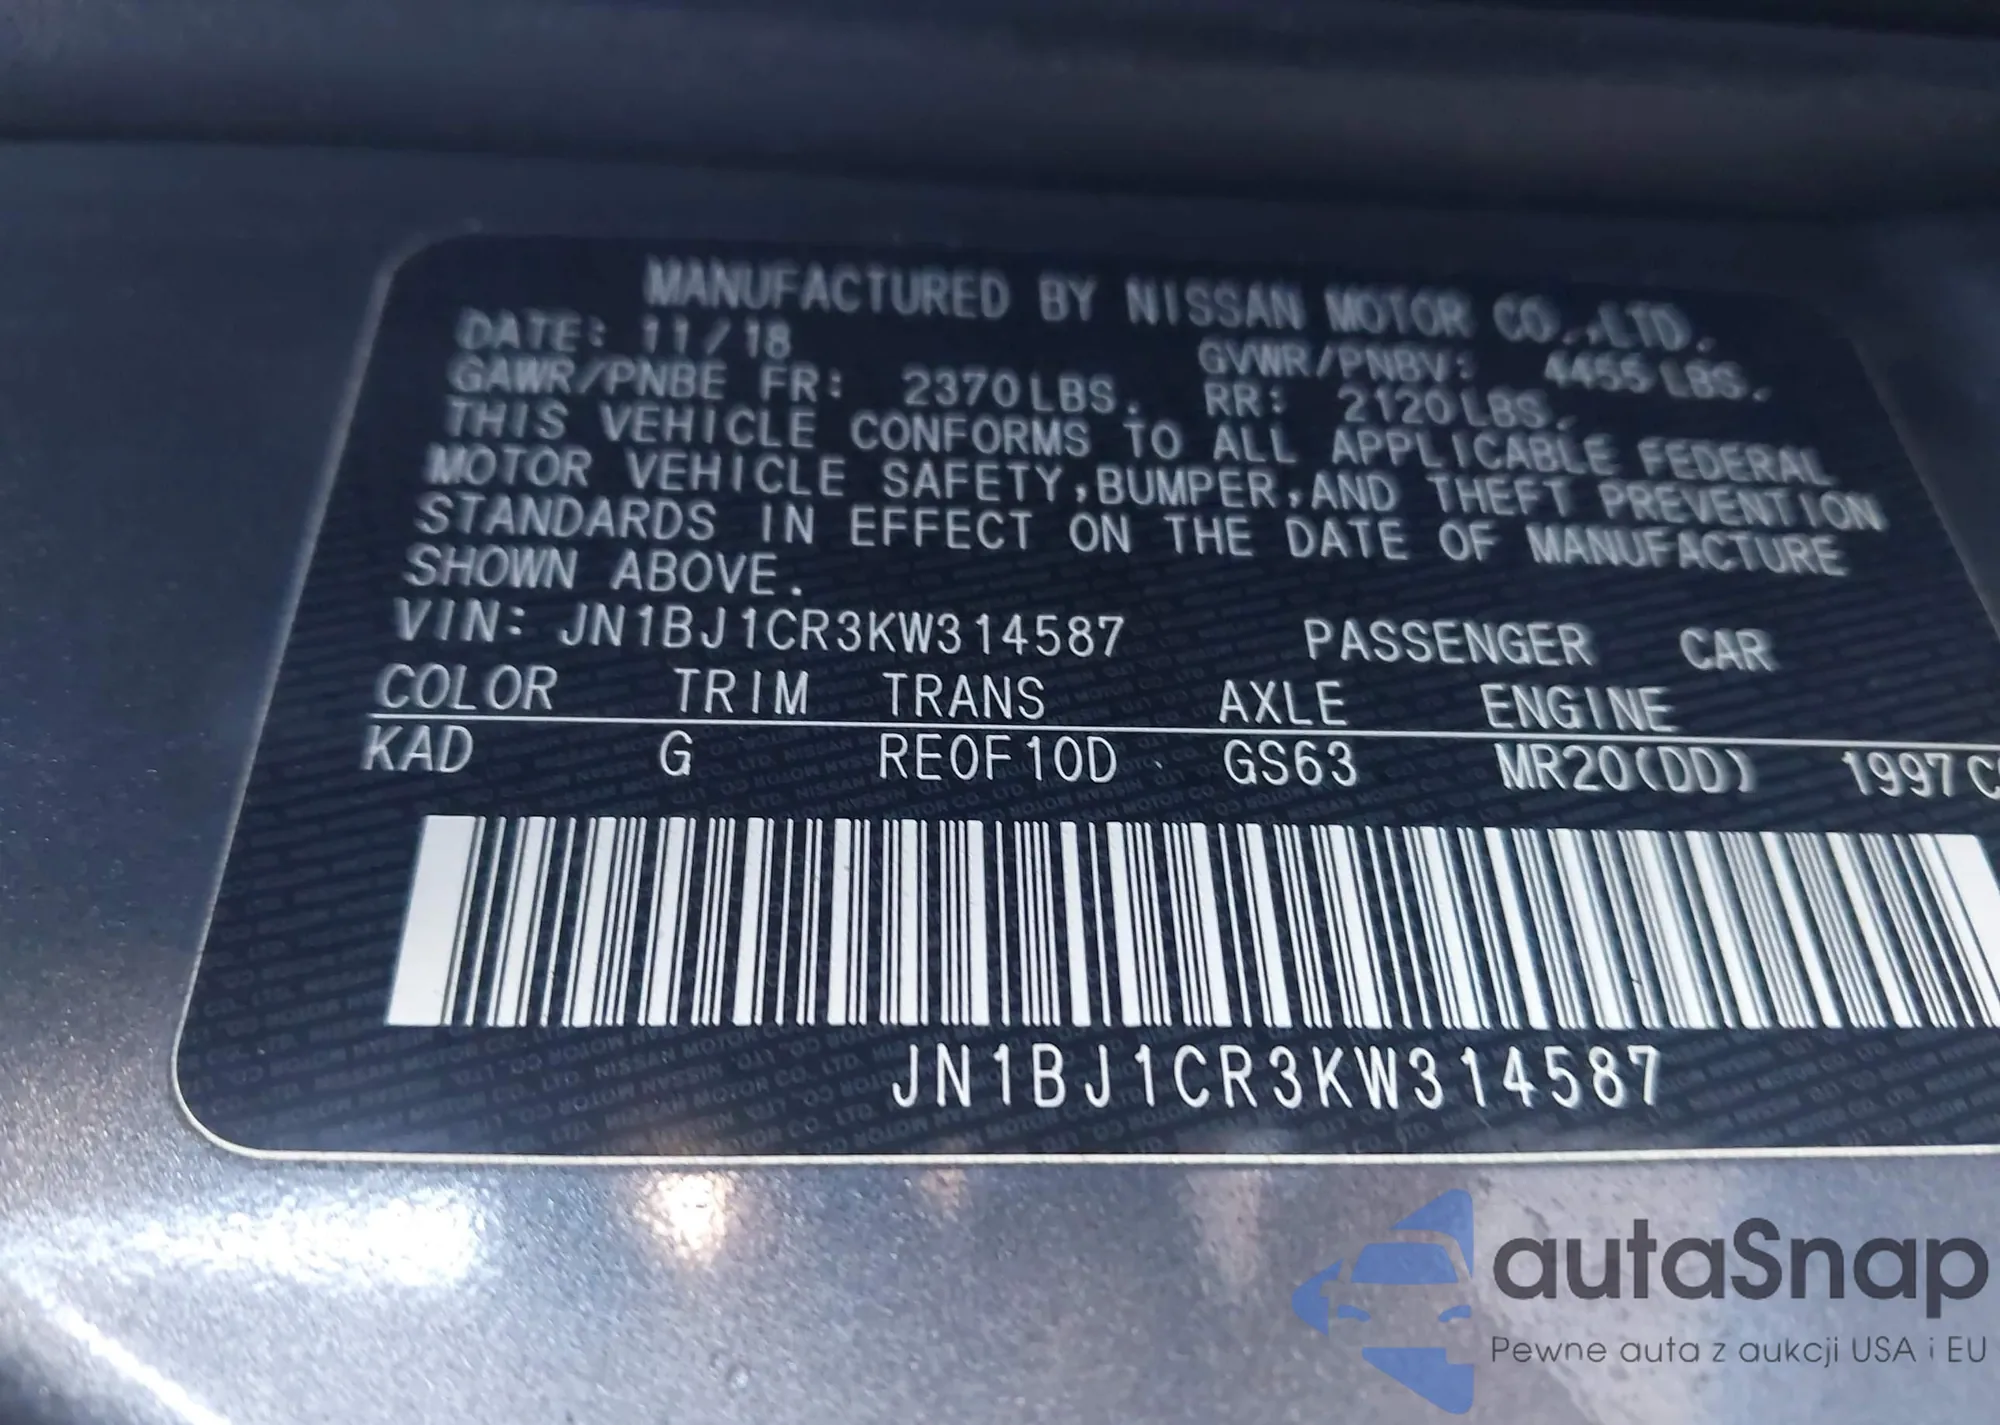 MANUFACTURED BY NISSAN MOTOR CO.,LTD.
DATE: 11/18 GVWR/PNBV: 4455 LBS.
GAWR/PNBE FR: 2370LBS. RR: 2120LBS.
THIS VEHICLE CONFORMS TO ALL APPLICABLE FEDERAL
MOTOR VEHICLE SAFETY,BUMPER,AND THEFT PREVENTION
STANDARDS IN EFFECT ON THE DATE OF MANUFACTURE
SHOWN ABOVE.
VIN: JN1BJ1CR3KW314587 PASSENGER CAR
COLOR TRIM TRANS AXLE ENGINE
KAD G RE0F10D GS63 MR20(DD) 1997 C
JN1BJ1CR3KW314587
autaSnap
Pewne auta z aukcji USA i EU